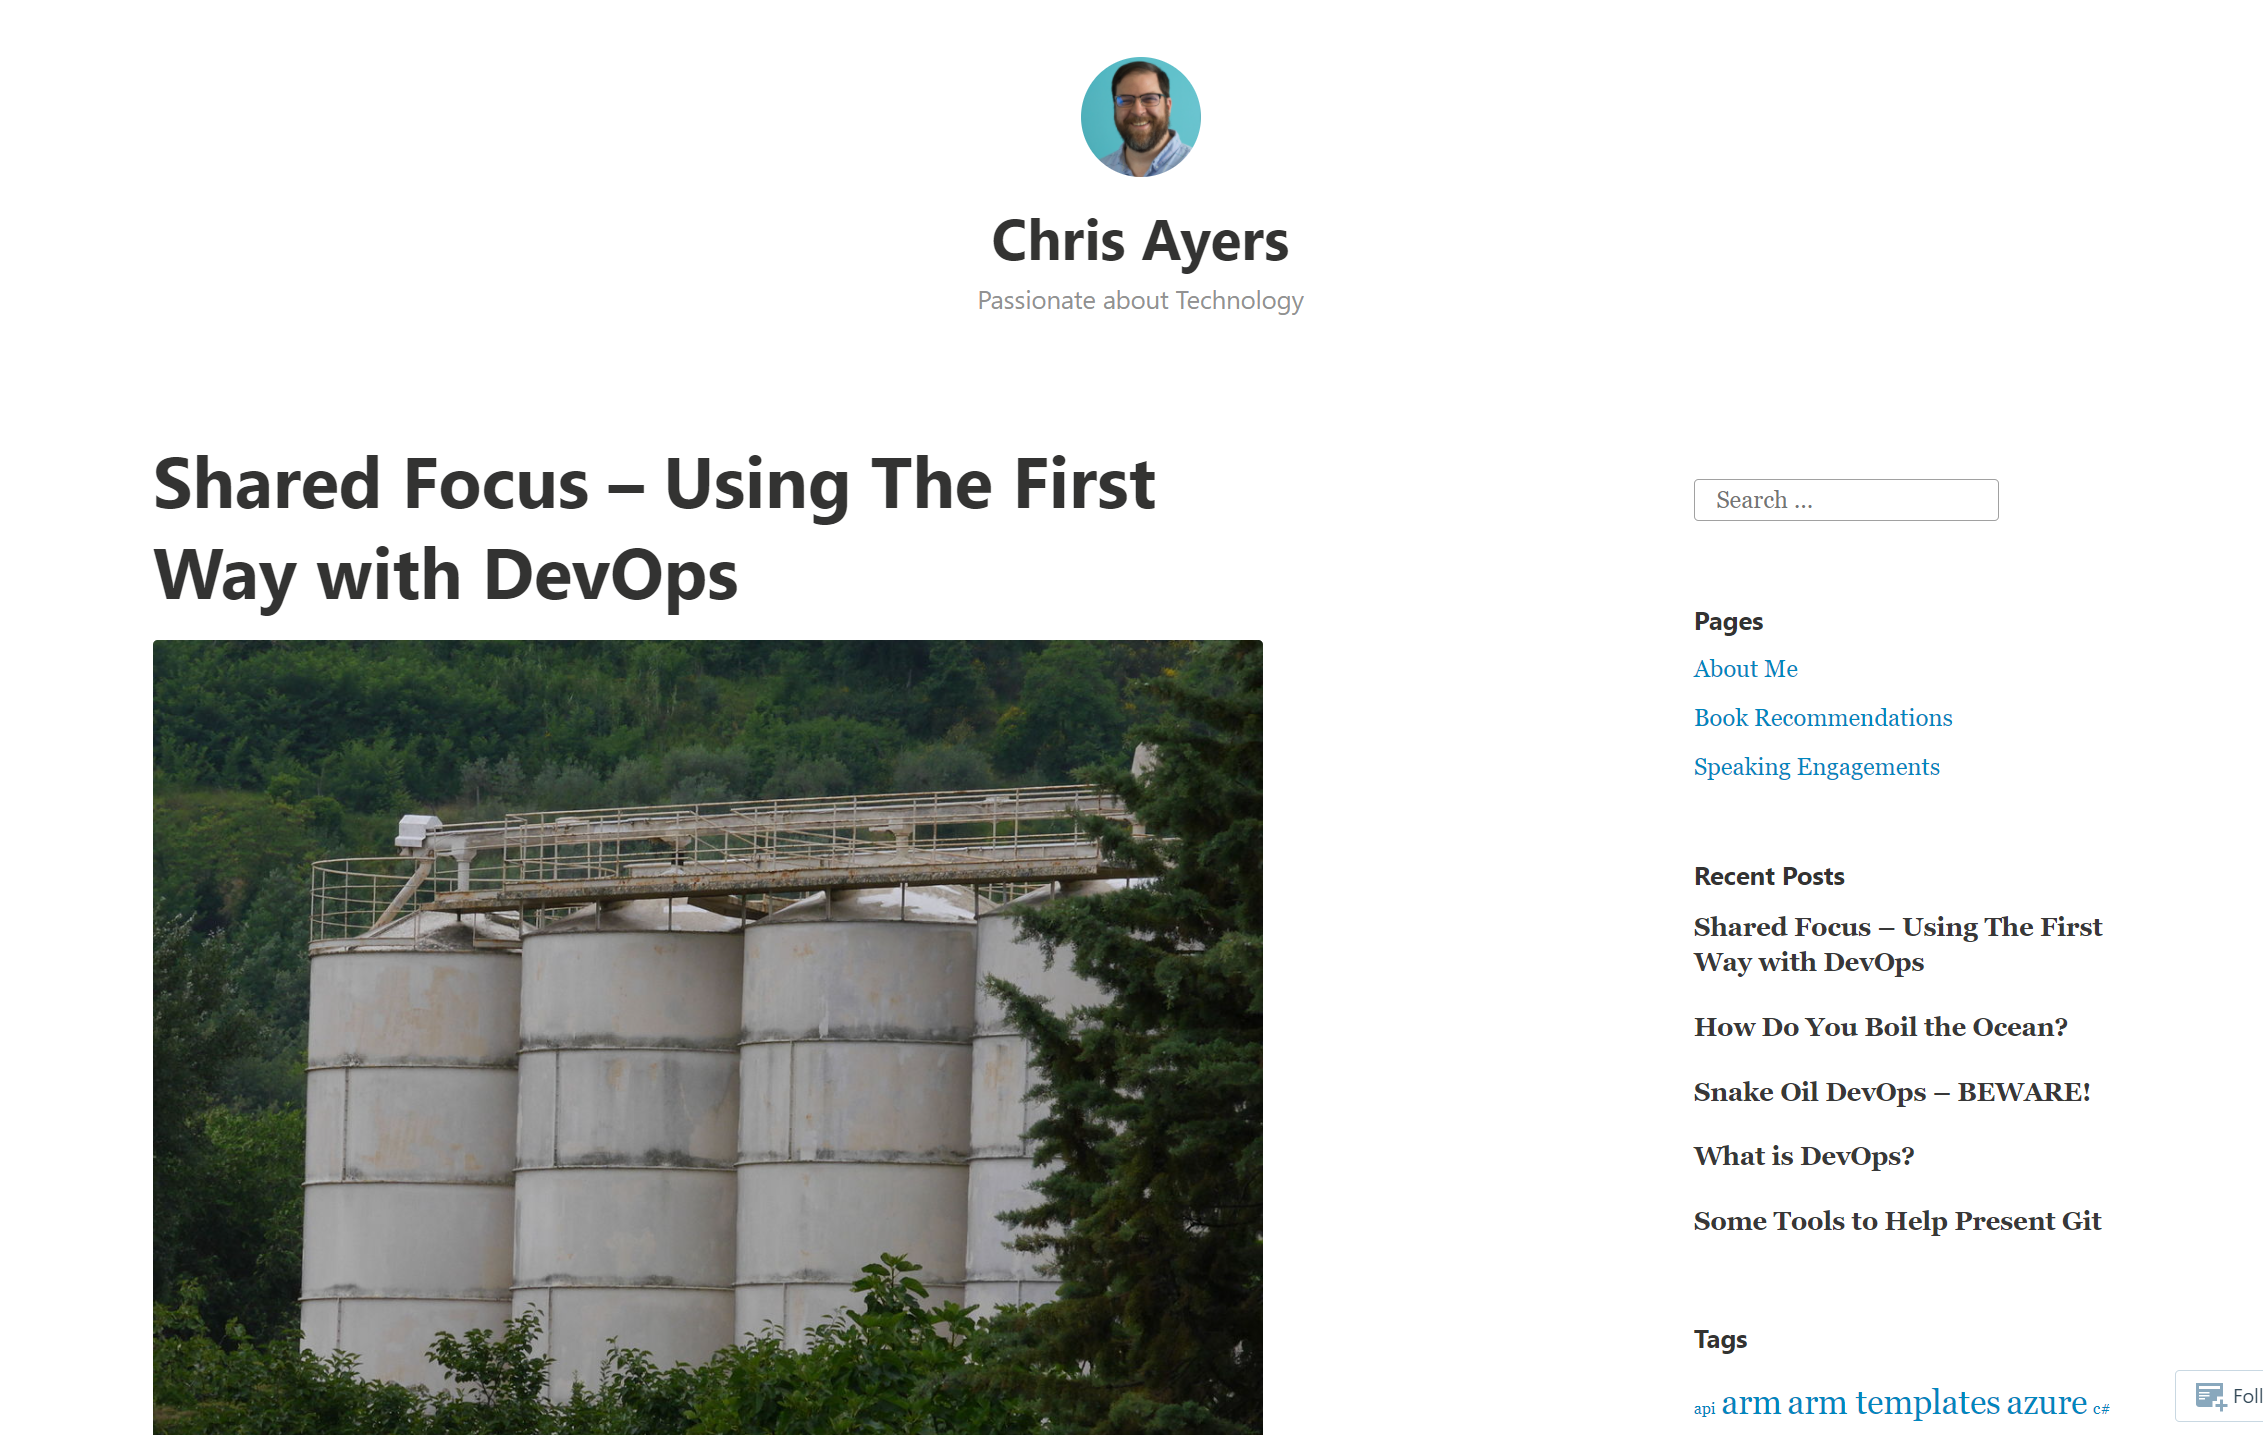 Chris Ayers
Passionate about Technology
Shared Focus – Using The First
Way with DevOps
Search ...
Pages
About Me
Book Recommendations
Speaking Engagements
Recent Posts
Shared Focus – Using The First
Way with DevOps
How Do You Boil the Ocean?
Snake Oil DevOps – BEWARE!
What is DevOps?
Some Tools to Help Present Git
Tags
api arm arm templates azure c#
Foll